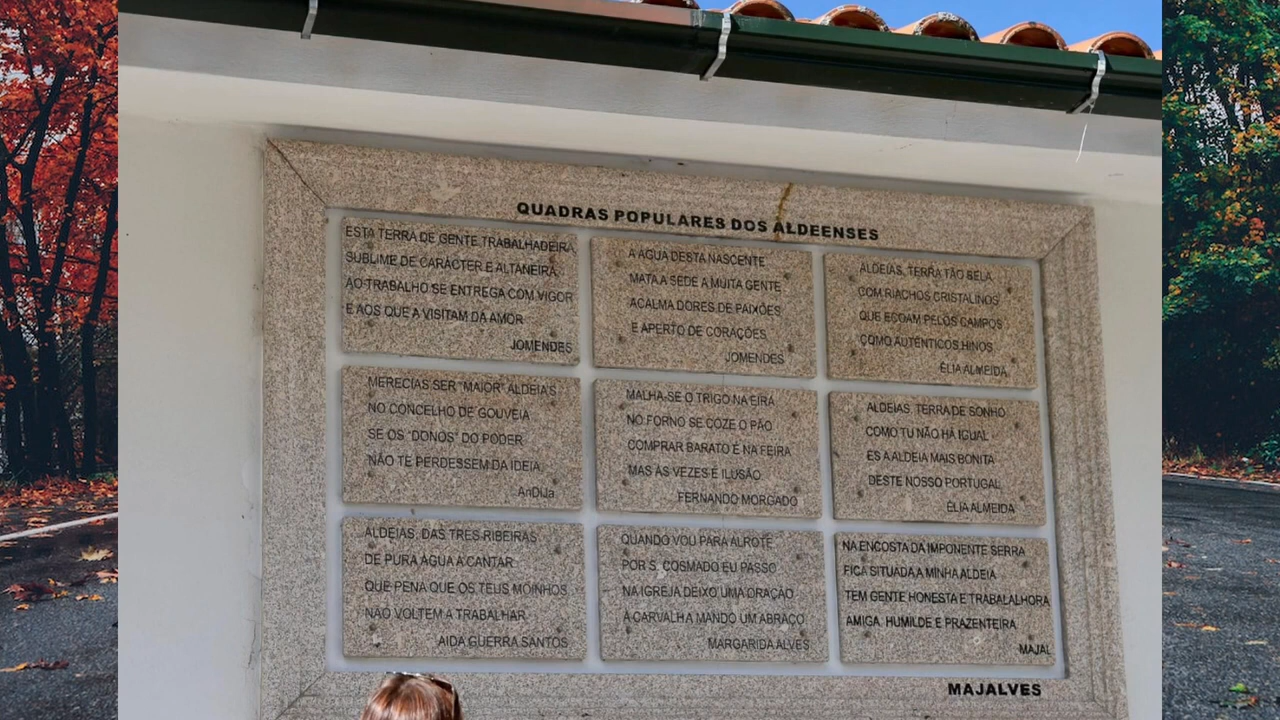 QUADRAS POPULARES DOS ALDEENSES
ESTA TERRA DE GENTE TRABALHADEIRA
SUBLIME DE CARÁCTER E ALTANEIRA
AO TRABALHO SE ENTREGA COM VIGOR
E AOS QUE A VISITAM DA AMOR
JOMENDES
A AGUA DESTA NASCENTE
MATA A SEDE A MUITA GENTE
ACALMA DORES DE PAIXÕES
E APERTO DE CORAÇÕES
JOMENDES
ALDEIAS, TERRA TÃO BELA
COM RIACHOS CRISTALINOS
QUE ECOAM PELOS CAMPOS
COMO AUTÊNTICOS HINOS
ÉLIA ALMEIDA
MERECIAS SER "MAIOR" ALDEIAS
NO CONCELHO DE GOUVEIA
SE OS "DONOS" DO PODER
NÃO TE PERDESSEM DA IDEIA
AnDiJa
MALHA-SE O TRIGO NA EIRA
NO FORNO SE COZE O PÃO
COMPRAR BARATO É NA FEIRA
MAS ÀS VEZES É ILUSÃO
FERNANDO MORGADO
ALDEIAS, TERRA DE SONHO
COMO TU NÃO HÁ IGUAL
ÉS A ALDEIA MAIS BONITA
DESTE NOSSO PORTUGAL
ÉLIA ALMEIDA
ALDEIAS, DAS TRÊS RIBEIRAS
DE PURA AGUA A CANTAR
QUE PENA QUE OS TEUS MOINHOS
NÃO VOLTEM A TRABALHAR
AIDA GUERRA SANTOS
QUANDO VOU PARA ALROTE
POR S. COSMADO EU PASSO
NA IGREJA DEIXO UMA ORAÇÃO
À CARVALHA MANDO UM ABRAÇO
MARGARIDA ALVES
NA ENCOSTA DA IMPONENTE SERRA
FICA SITUADA A MINHA ALDEIA
TEM GENTE HONESTA E TRABALALHORA
AMIGA, HUMILDE E PRAZENTEIRA
MAJAL
MAJALVES